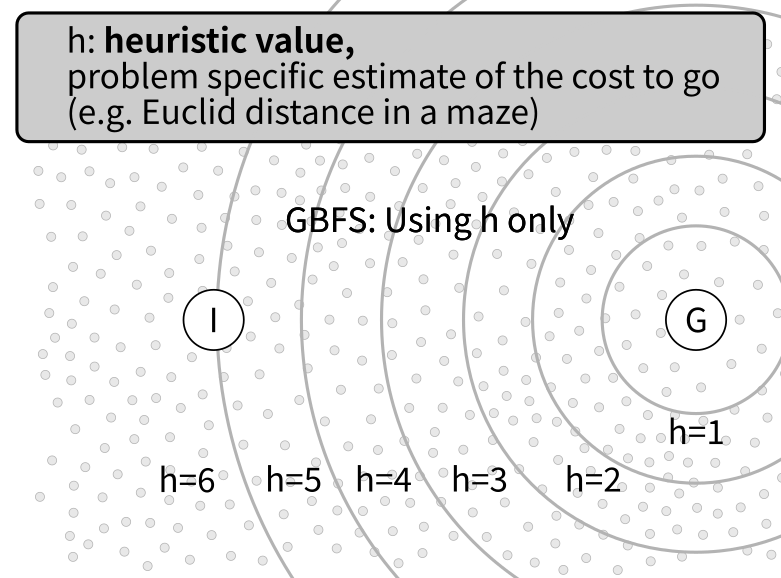 h: heuristic value,
problem specific estimate of the cost to go
(e.g. Euclid distance in a maze)
GBFS: Using h only
I
G
h=1
h=6 h=5 h=4 h=3 h=2